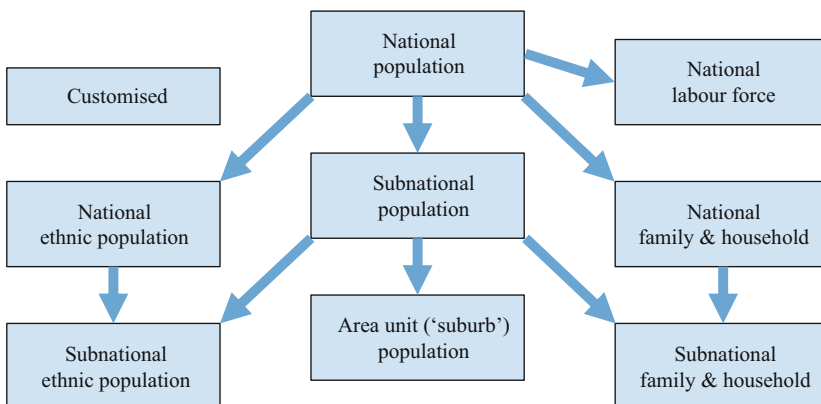 National
population
Customised
National
labour force
National
ethnic population
Subnational
population
National
family & household
Subnational
ethnic population
Area unit (‘suburb’)
population
Subnational
family & household